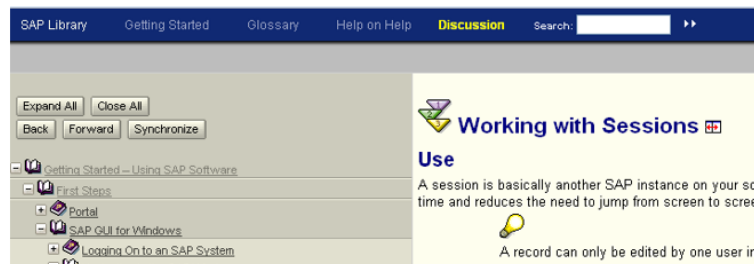 SAP Library Getting Started Glossary Help on Help Discussion Search:
Expand All Close All
Back Forward Synchronize
Getting Started – Using SAP Software
First Steps
Portal
SAP GUI for Windows
Logging On to an SAP System
Working with Sessions
Use
A session is basically another SAP instance on your
time and reduces the need to jump from screen to
A record can only be edited by one user